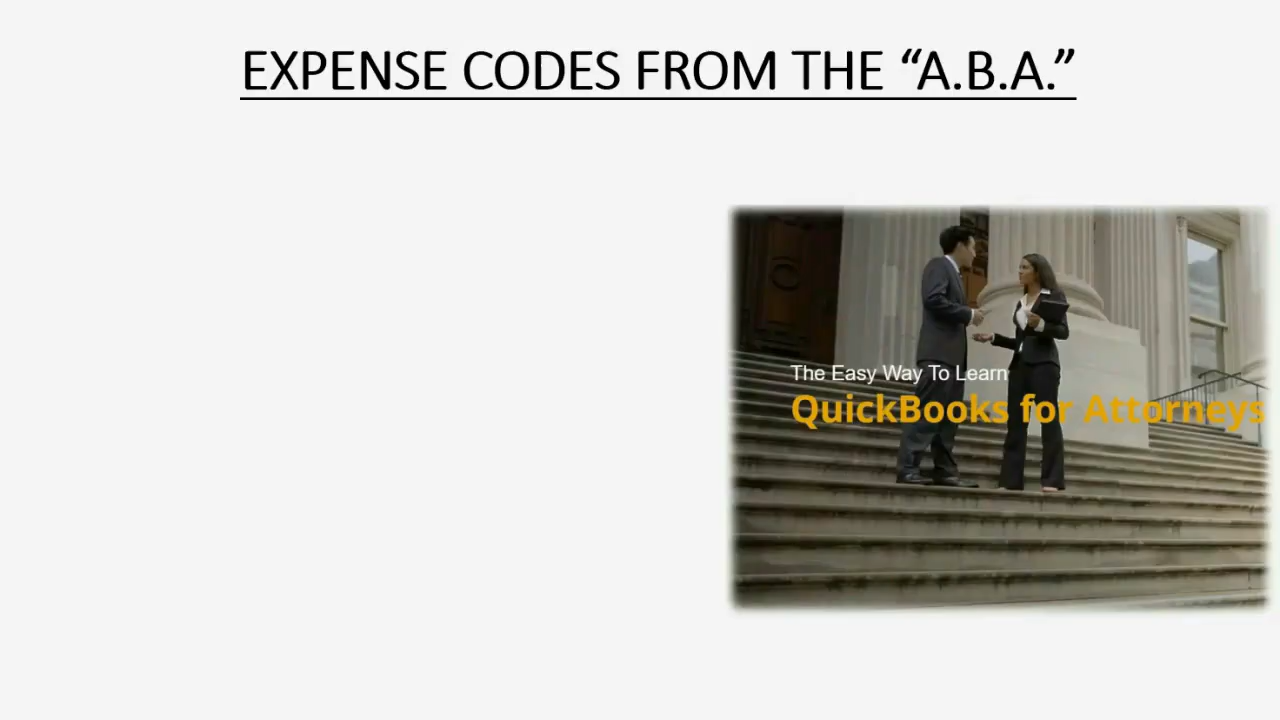 EXPENSE CODES FROM THE “A.B.A.”
The Easy Way To Learn
QuickBooks for Attorneys